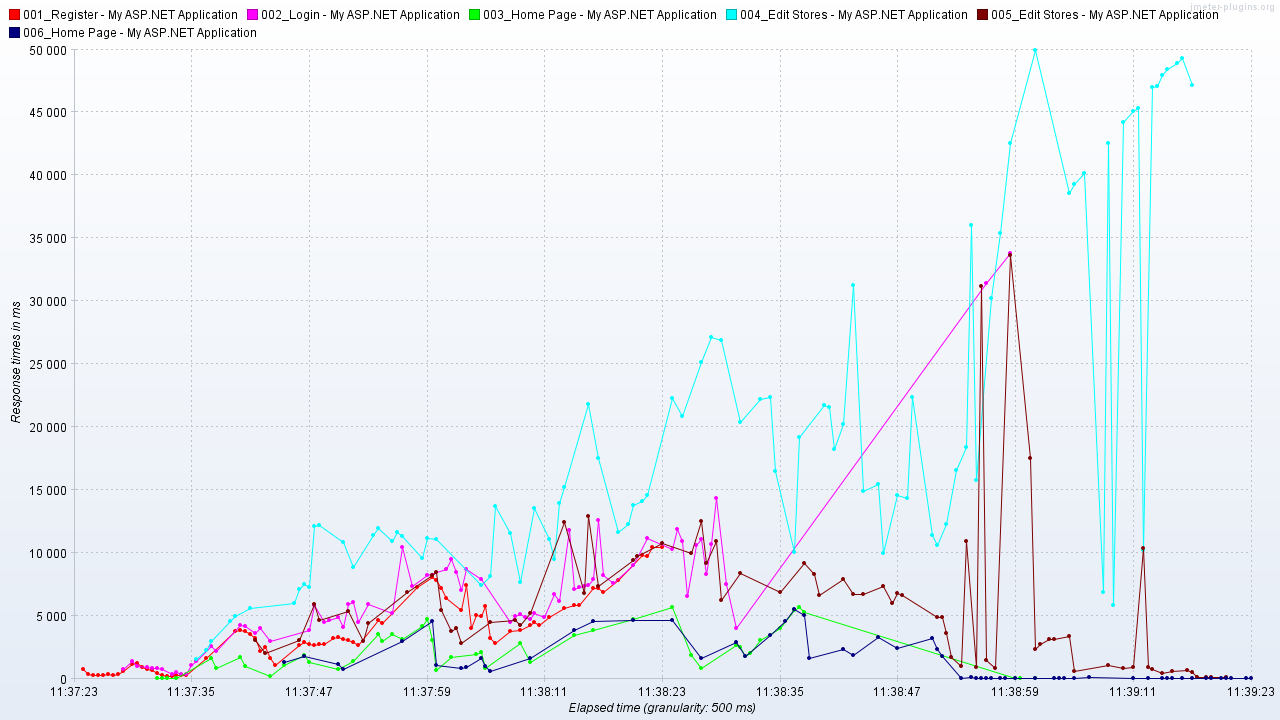 jmeter-plugins.org
001_Register - My ASP.NET Application 002_Login - My ASP.NET Application 003_Home Page - My ASP.NET Application 004_Edit Stores - My ASP.NET Application 005_Edit Stores - My ASP.NET Application
006_Home Page - My ASP.NET Application
50 000
45 000
40 000
35 000
30 000
25 000
20 000
15 000
10 000
5 000
0
Response times in ms
11:37:23 11:37:35 11:37:47 11:37:59 11:38:11 11:38:23 11:38:35 11:38:47 11:38:59 11:39:11 11:39:23
Elapsed time (granularity: 500 ms)